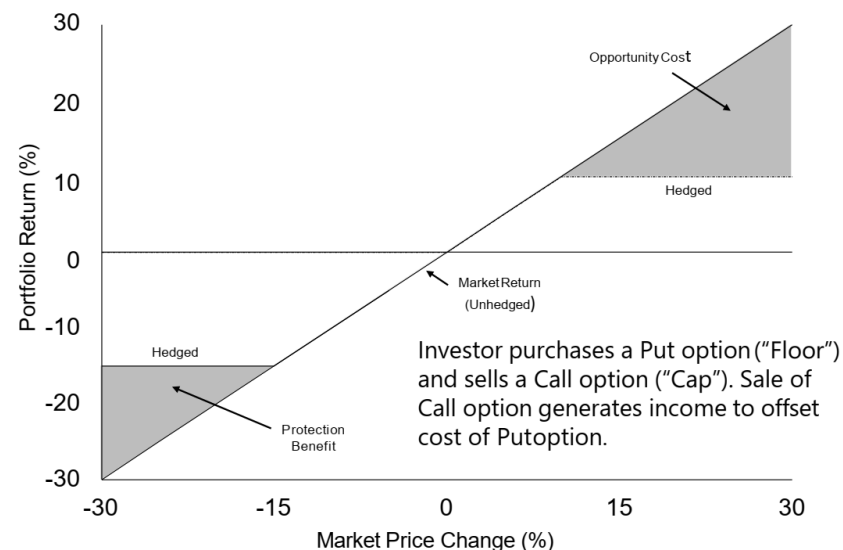 30
20
10
0
-10
-20
-30
Portfolio Return (%)
Opportunity Cost
Hedged
Market Return
(Unhedged)
Hedged
Protection
Benefit
Investor purchases a Put option (“Floor”)
and sells a Call option (“Cap”). Sale of
Call option generates income to offset
cost of Putoption.
-30
-15
0
15
30
Market Price Change (%)